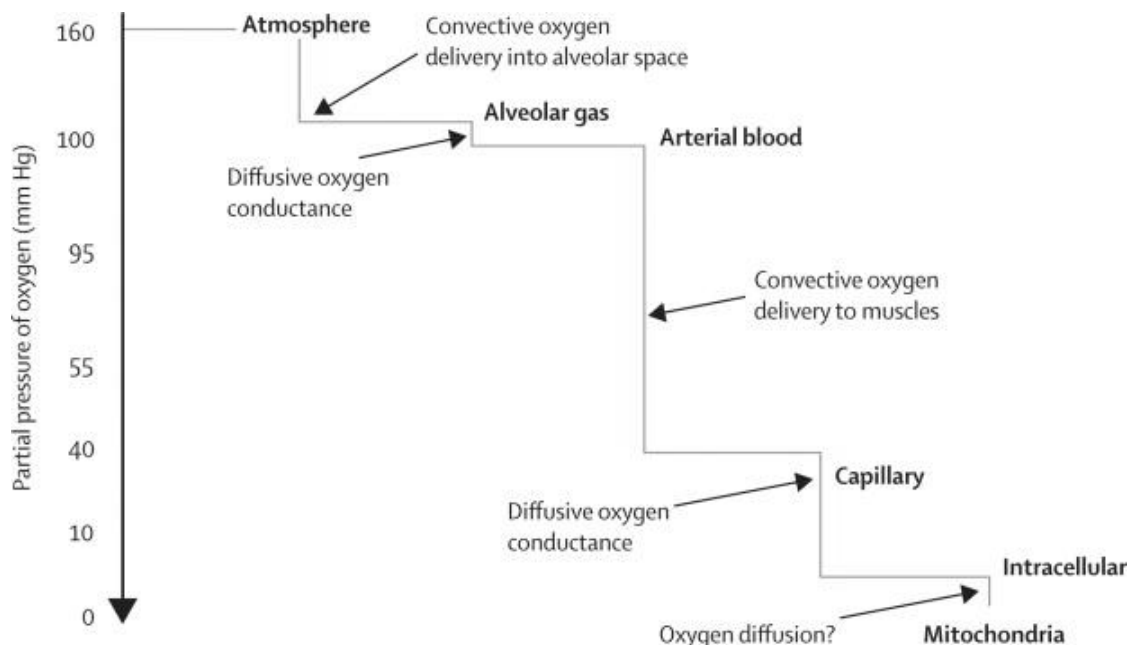 160
Atmosphere
Convective oxygen
delivery into alveolar space
Alveolar gas
100
Arterial blood
Diffusive oxygen
conductance
Partial pressure of oxygen (mm Hg)
95
Convective oxygen
delivery to muscles
55
40
Capillary
Diffusive oxygen
conductance
10
Intracellular
0
Oxygen diffusion?
Mitochondria